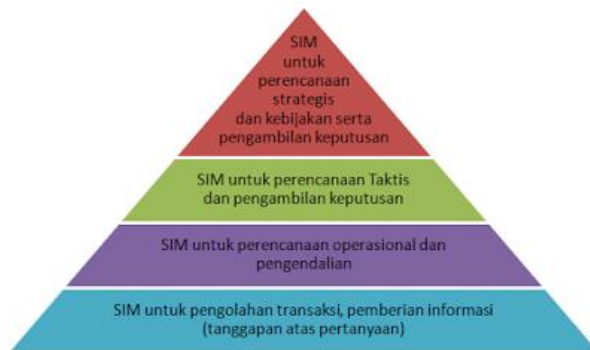 SIM
untuk
perencanaan
strategis
dan kebijakan serta
pengambilan keputusan
SIM untuk perencanaan Taktis
dan pengambilan keputusan
SIM untuk perencanaan operasional dan
pengendalian
SIM untuk pengolahan transaksi, pemberian informasi
(tanggapan atas pertanyaan)